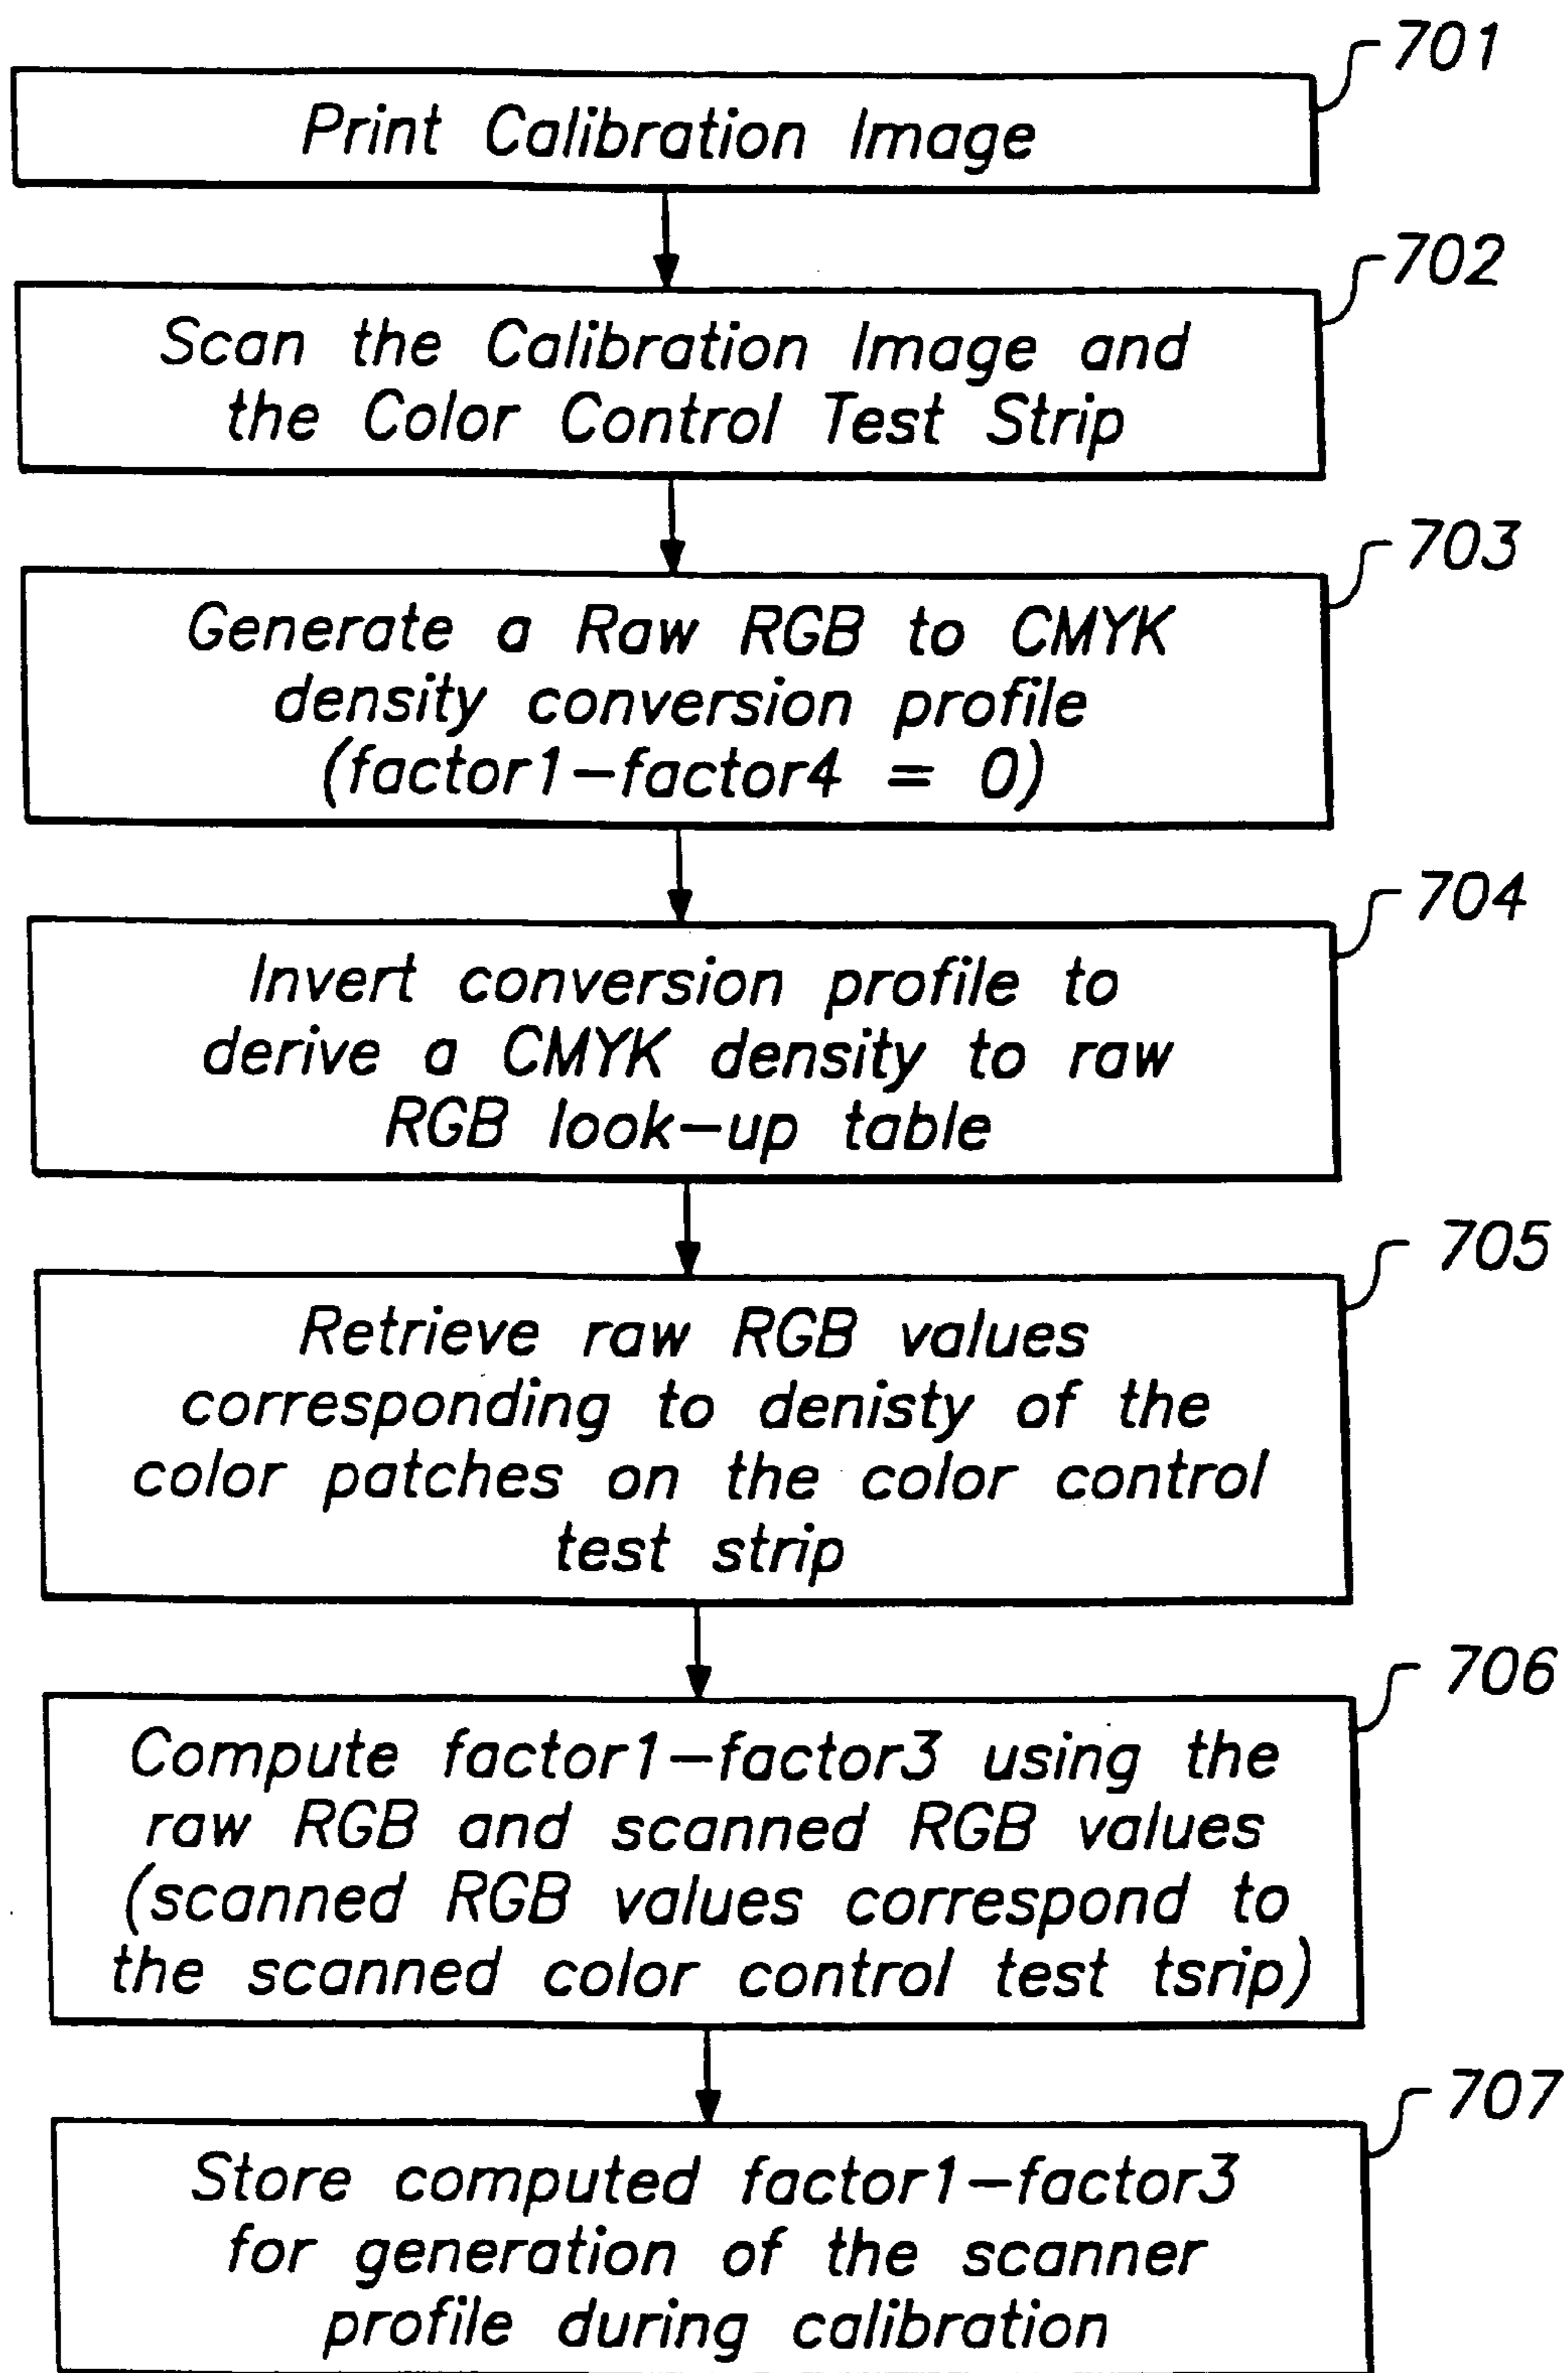 701
Print Calibration Image
702
Scan the Calibration Image and
the Color Control Test Strip
703
Generate a Raw RGB to CMYK
density conversion profile
(factor1-factor4 = 0)
704
Invert conversion profile to
derive a CMYK density to raw
RGB look-up table
705
Retrieve raw RGB values
corresponding to denisty of the
color patches on the color control
test strip
706
Compute factor1-factor3 using the
raw RGB and scanned RGB values
(scanned RGB values correspond to
the scanned color control test tsrip)
707
Store computed factor1-factor3
for generation of the scanner
profile during calibration